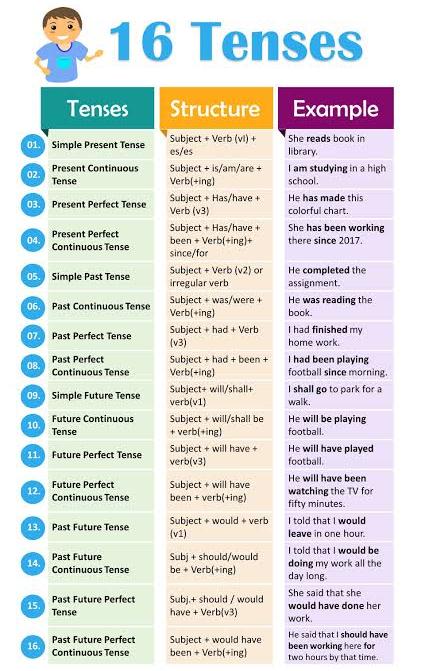 16 Tenses
Tenses
Structure
Example
01.
Simple Present Tense
Subject + Verb (vI) +
es/es
She reads book in
library.
02.
Present Continuous
Tense
Subject + is/am/are +
Verb(+ing)
I am studying in a high
school.
03.
Present Perfect Tense
Subject + Has/have +
Verb (v3)
He has made this
colorful chart.
04.
Present Perfect
Continuous Tense
Subject + Has/have +
been + Verb(+ing)+
since/for
She has been working
there since 2017.
05.
Simple Past Tense
Subject + Verb (v2) or
irregular verb
He completed the
assignment.
06.
Past Continuous Tense
Subject + was/were +
Verb(+ing)
He was reading the
book.
07.
Past Perfect Tense
Subject + had + Verb
(v3)
I had finished my
home work.
08.
Past Perfect
Continuous Tense
Subject + had + been +
Verb(+ing)
I had been playing
football since morning.
09.
Simple Future Tense
Subject+ will/shall+
verb(v1)
I shall go to park for a
walk.
10.
Future Continuous
Tense
Subject + will/shall be
+ verb(+ing)
He will be playing
football.
11.
Future Perfect Tense
Subject + will have +
verb(v3)
He will have played
football.
12.
Future Perfect
Continuous Tense
Subject + will have
been + verb(+ing)
He will have been
watching the TV for
fifty minutes.
13.
Past Future Tense
Subject + would + verb
(v1)
I told that I would
leave in one hour.
14.
Past Future
Continuous Tense
Subj + should/would
be + Verb(+ing)
I told that I would be
doing my work all the
day long.
15.
Past Future Perfect
Tense
Subj.+ should / would
have + Verb(v3)
She said that she
would have done her
work.
16.
Past Future Perfect
Continuous Tense
Subject + would have
been + Verb(+ing)
He said that I should have
been working here for
two hours by that time.